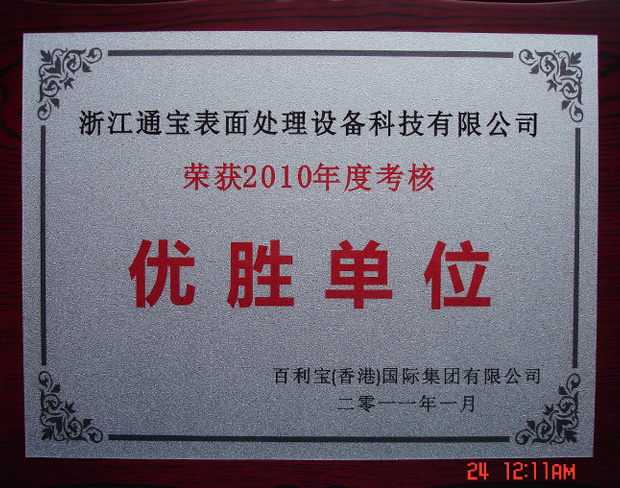 浙江通宝表面处理设备科技有限公司
荣获2010年度考核
优胜单位
百利宝(香港)国际集团有限公司
二零一一年一月
24 12:11AM